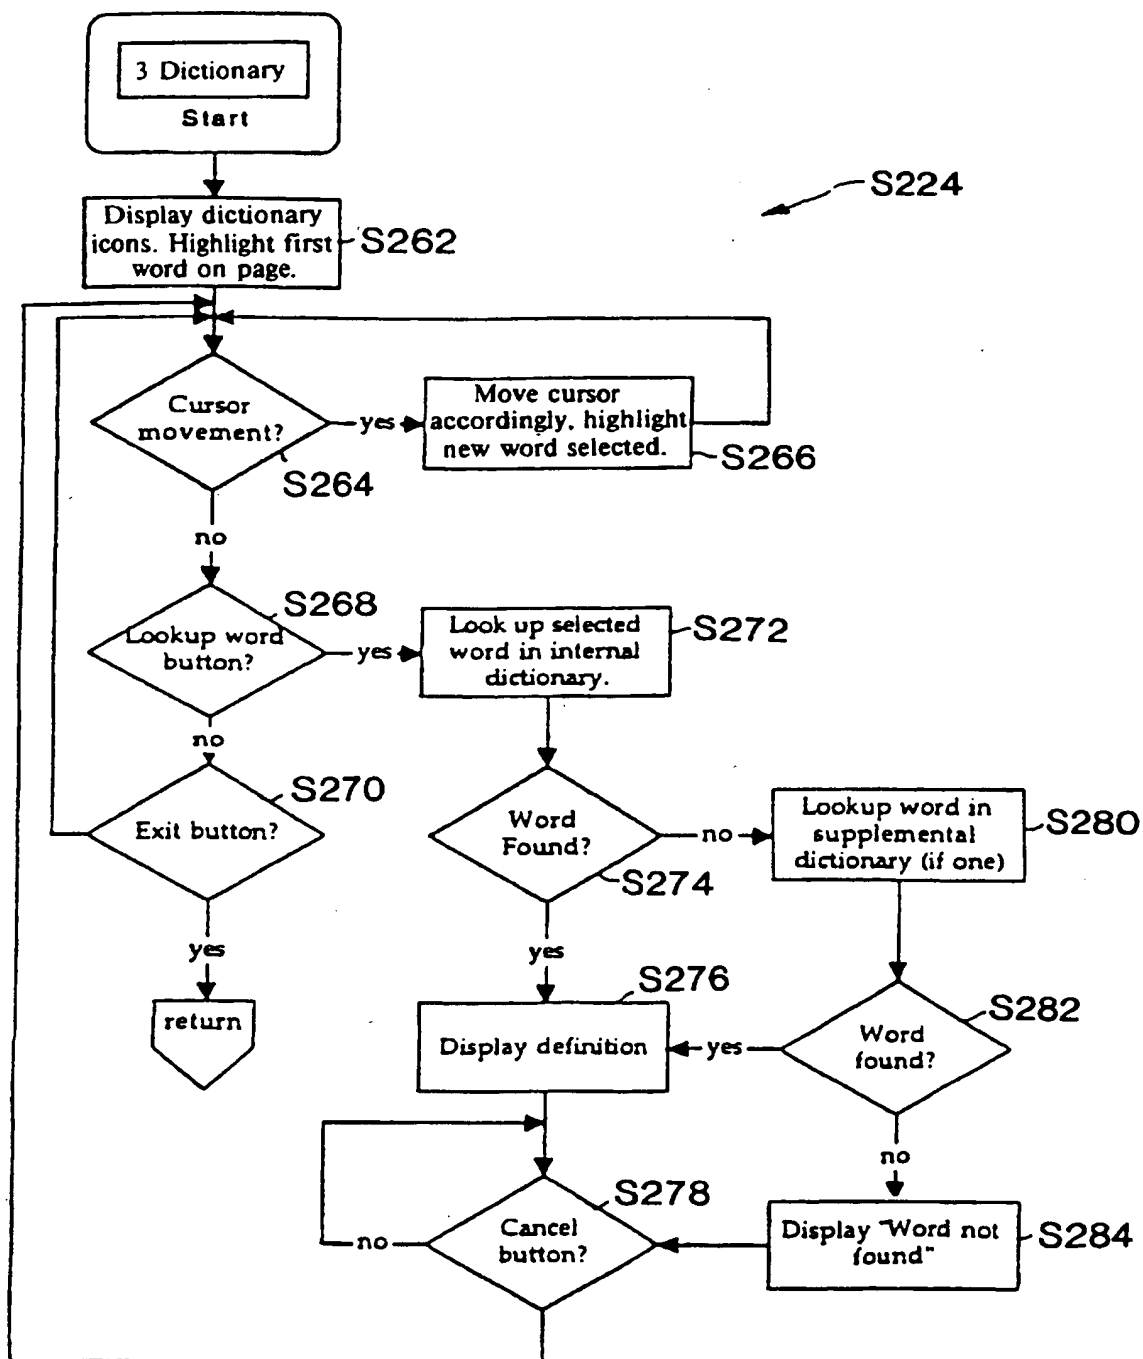 3 Dictionary
Start
S224
Display dictionary
icons. Highlight first
word on page.
S262
Cursor
movement?
S264
yes
Move cursor
accordingly, highlight
new word selected.
S266
no
Lookup word
button?
S268
yes
Look up selected
word in internal
dictionary.
S272
no
Exit button?
S270
yes
return
Word
Found?
S274
no
Lookup word in
supplemental
dictionary (if one)
S280
yes
S276
Display definition
yes
Word
found?
S282
no
Cancel
button?
S278
no
Display "Word not
found"
S284